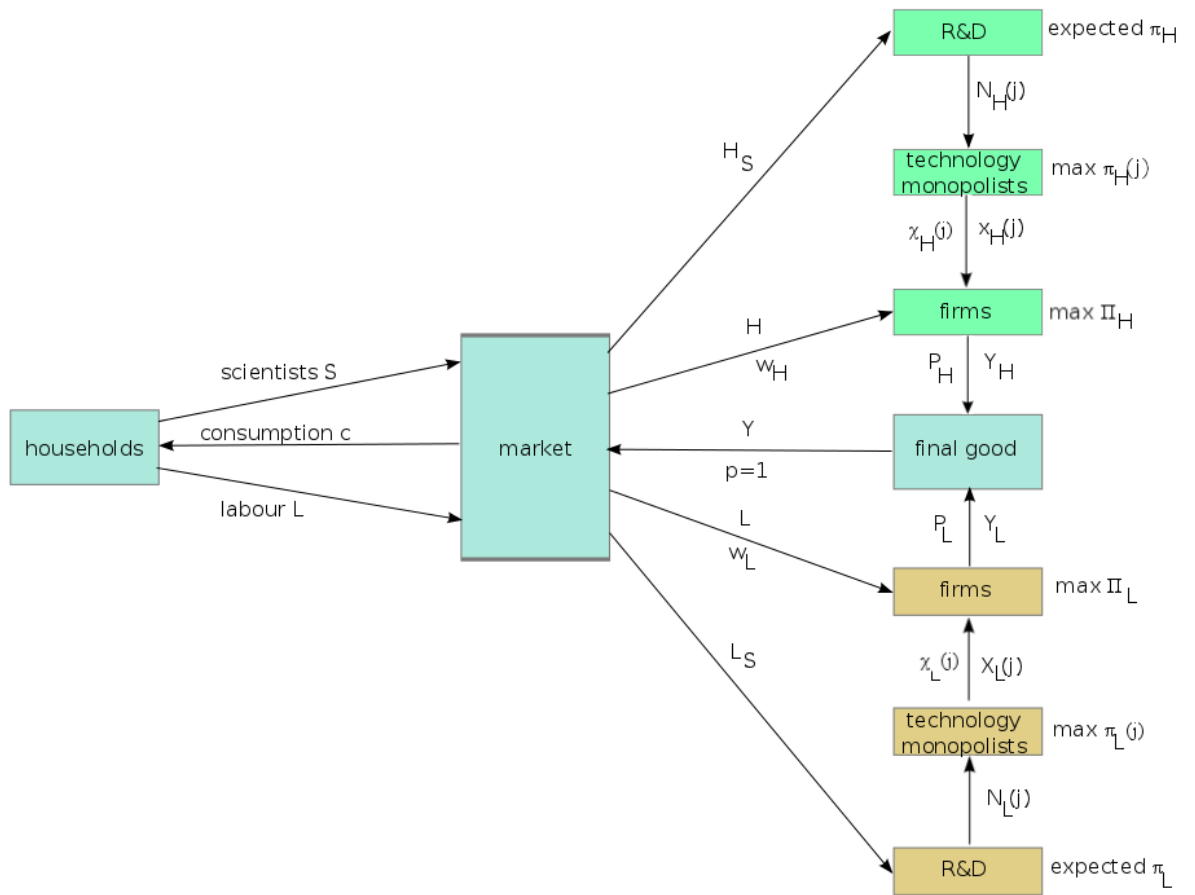 R&D
expected π_H
N_H(j)
H_S
technology
monopolists
max π_H(j)
χ_H(j)
x_H(j)
H
w_H
firms
max Π_H
P_H
Y_H
scientists S
households
consumption c
market
Y
p=1
final good
labour L
L
w_L
P_L
Y_L
firms
max Π_L
L_S
χ_L(j)
X_L(j)
technology
monopolists
max π_L(j)
N_L(j)
R&D
expected π_L